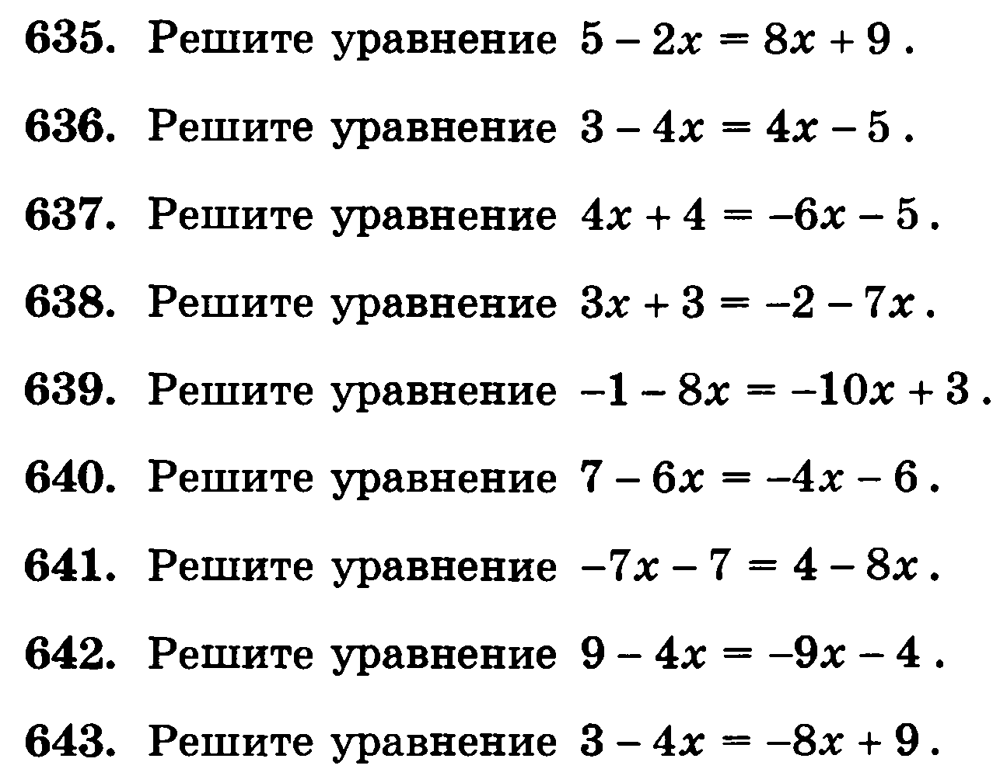 635. Решите уравнение 5 – 2x = 8x + 9 .
636. Решите уравнение 3 – 4x = 4x – 5 .
637. Решите уравнение 4x + 4 = –6x – 5 .
638. Решите уравнение 3x + 3 = –2 – 7x .
639. Решите уравнение –1 – 8x = –10x + 3 .
640. Решите уравнение 7 – 6x = –4x – 6 .
641. Решите уравнение –7x – 7 = 4 – 8x .
642. Решите уравнение 9 – 4x = –9x – 4 .
643. Решите уравнение 3 – 4x = –8x + 9 .